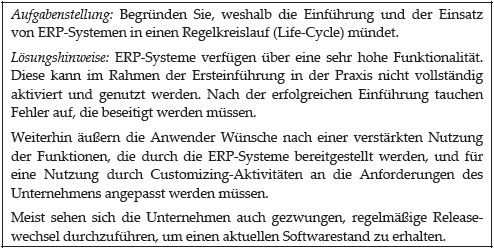 Aufgabenstellung: Begründen Sie, weshalb die Einführung und der Einsatz
von ERP-Systemen in einen Regelkreislauf (Life-Cycle) mündet.
Lösungshinweise: ERP-Systeme verfügen über eine sehr hohe Funktionalität.
Diese kann im Rahmen der Ersteinführung in der Praxis nicht vollständig
aktiviert und genutzt werden. Nach der erfolgreichen Einführung tauchen
Fehler auf, die beseitigt werden müssen.
Weiterhin äußern die Anwender Wünsche nach einer verstärkten Nutzung
der Funktionen, die durch die ERP-Systeme bereitgestellt werden, und für
eine Nutzung durch Customizing-Aktivitäten an die Anforderungen des
Unternehmens angepasst werden müssen.
Meist sehen sich die Unternehmen auch gezwungen, regelmäßige Release-
wechsel durchzuführen, um einen aktuellen Softwarestand zu erhalten.